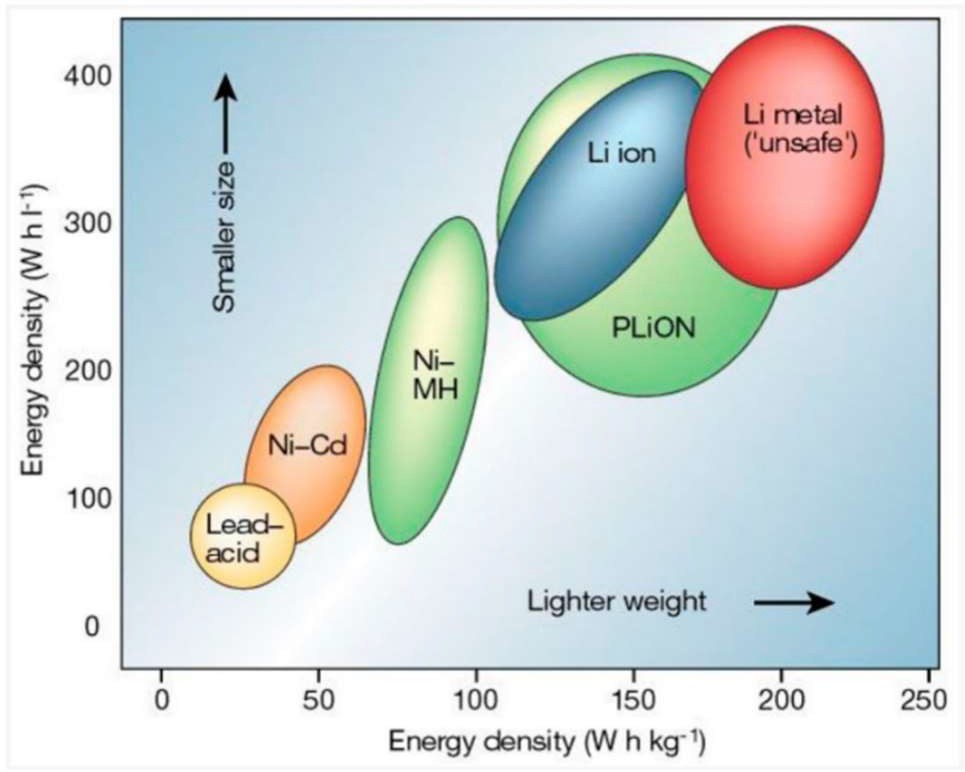 400
300
200
100
0
Energy density (W h l⁻¹)
Smaller size
Li metal
('unsafe')
Li ion
PLiON
Ni–
MH
Ni–Cd
Lead–
acid
Lighter weight
0 50 100 150 200 250
Energy density (W h kg⁻¹)